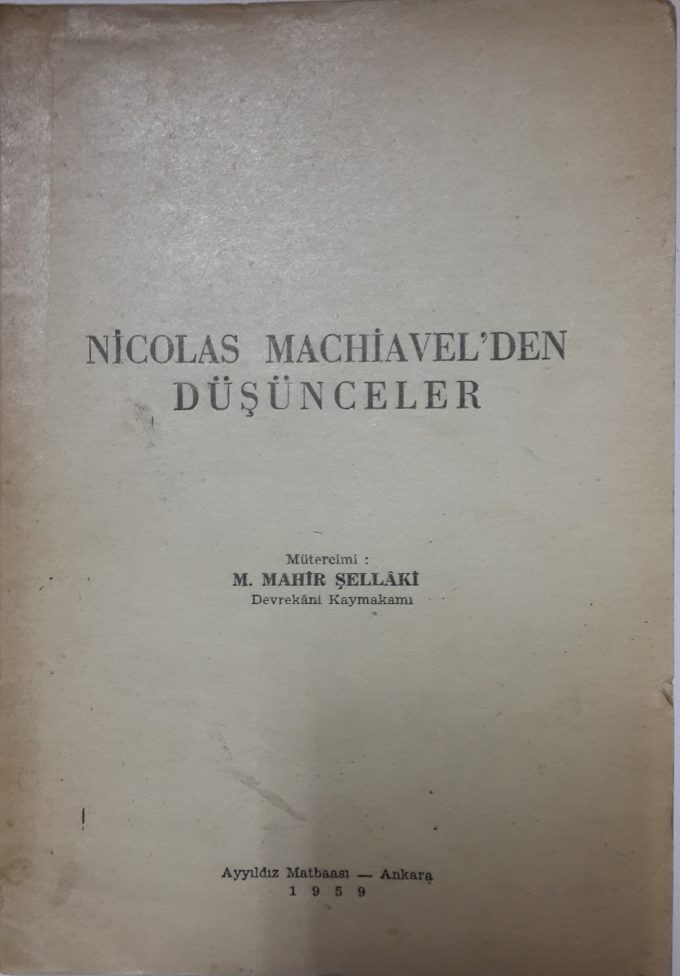 NİCOLAS MACHİAVEL'DEN
DÜŞÜNCELER
Mütercimi :
M. MAHİR ŞELLÂKİ
Devrekâni Kaymakamı
Ayyıldız Matbaası — Ankara
1 9 5 9